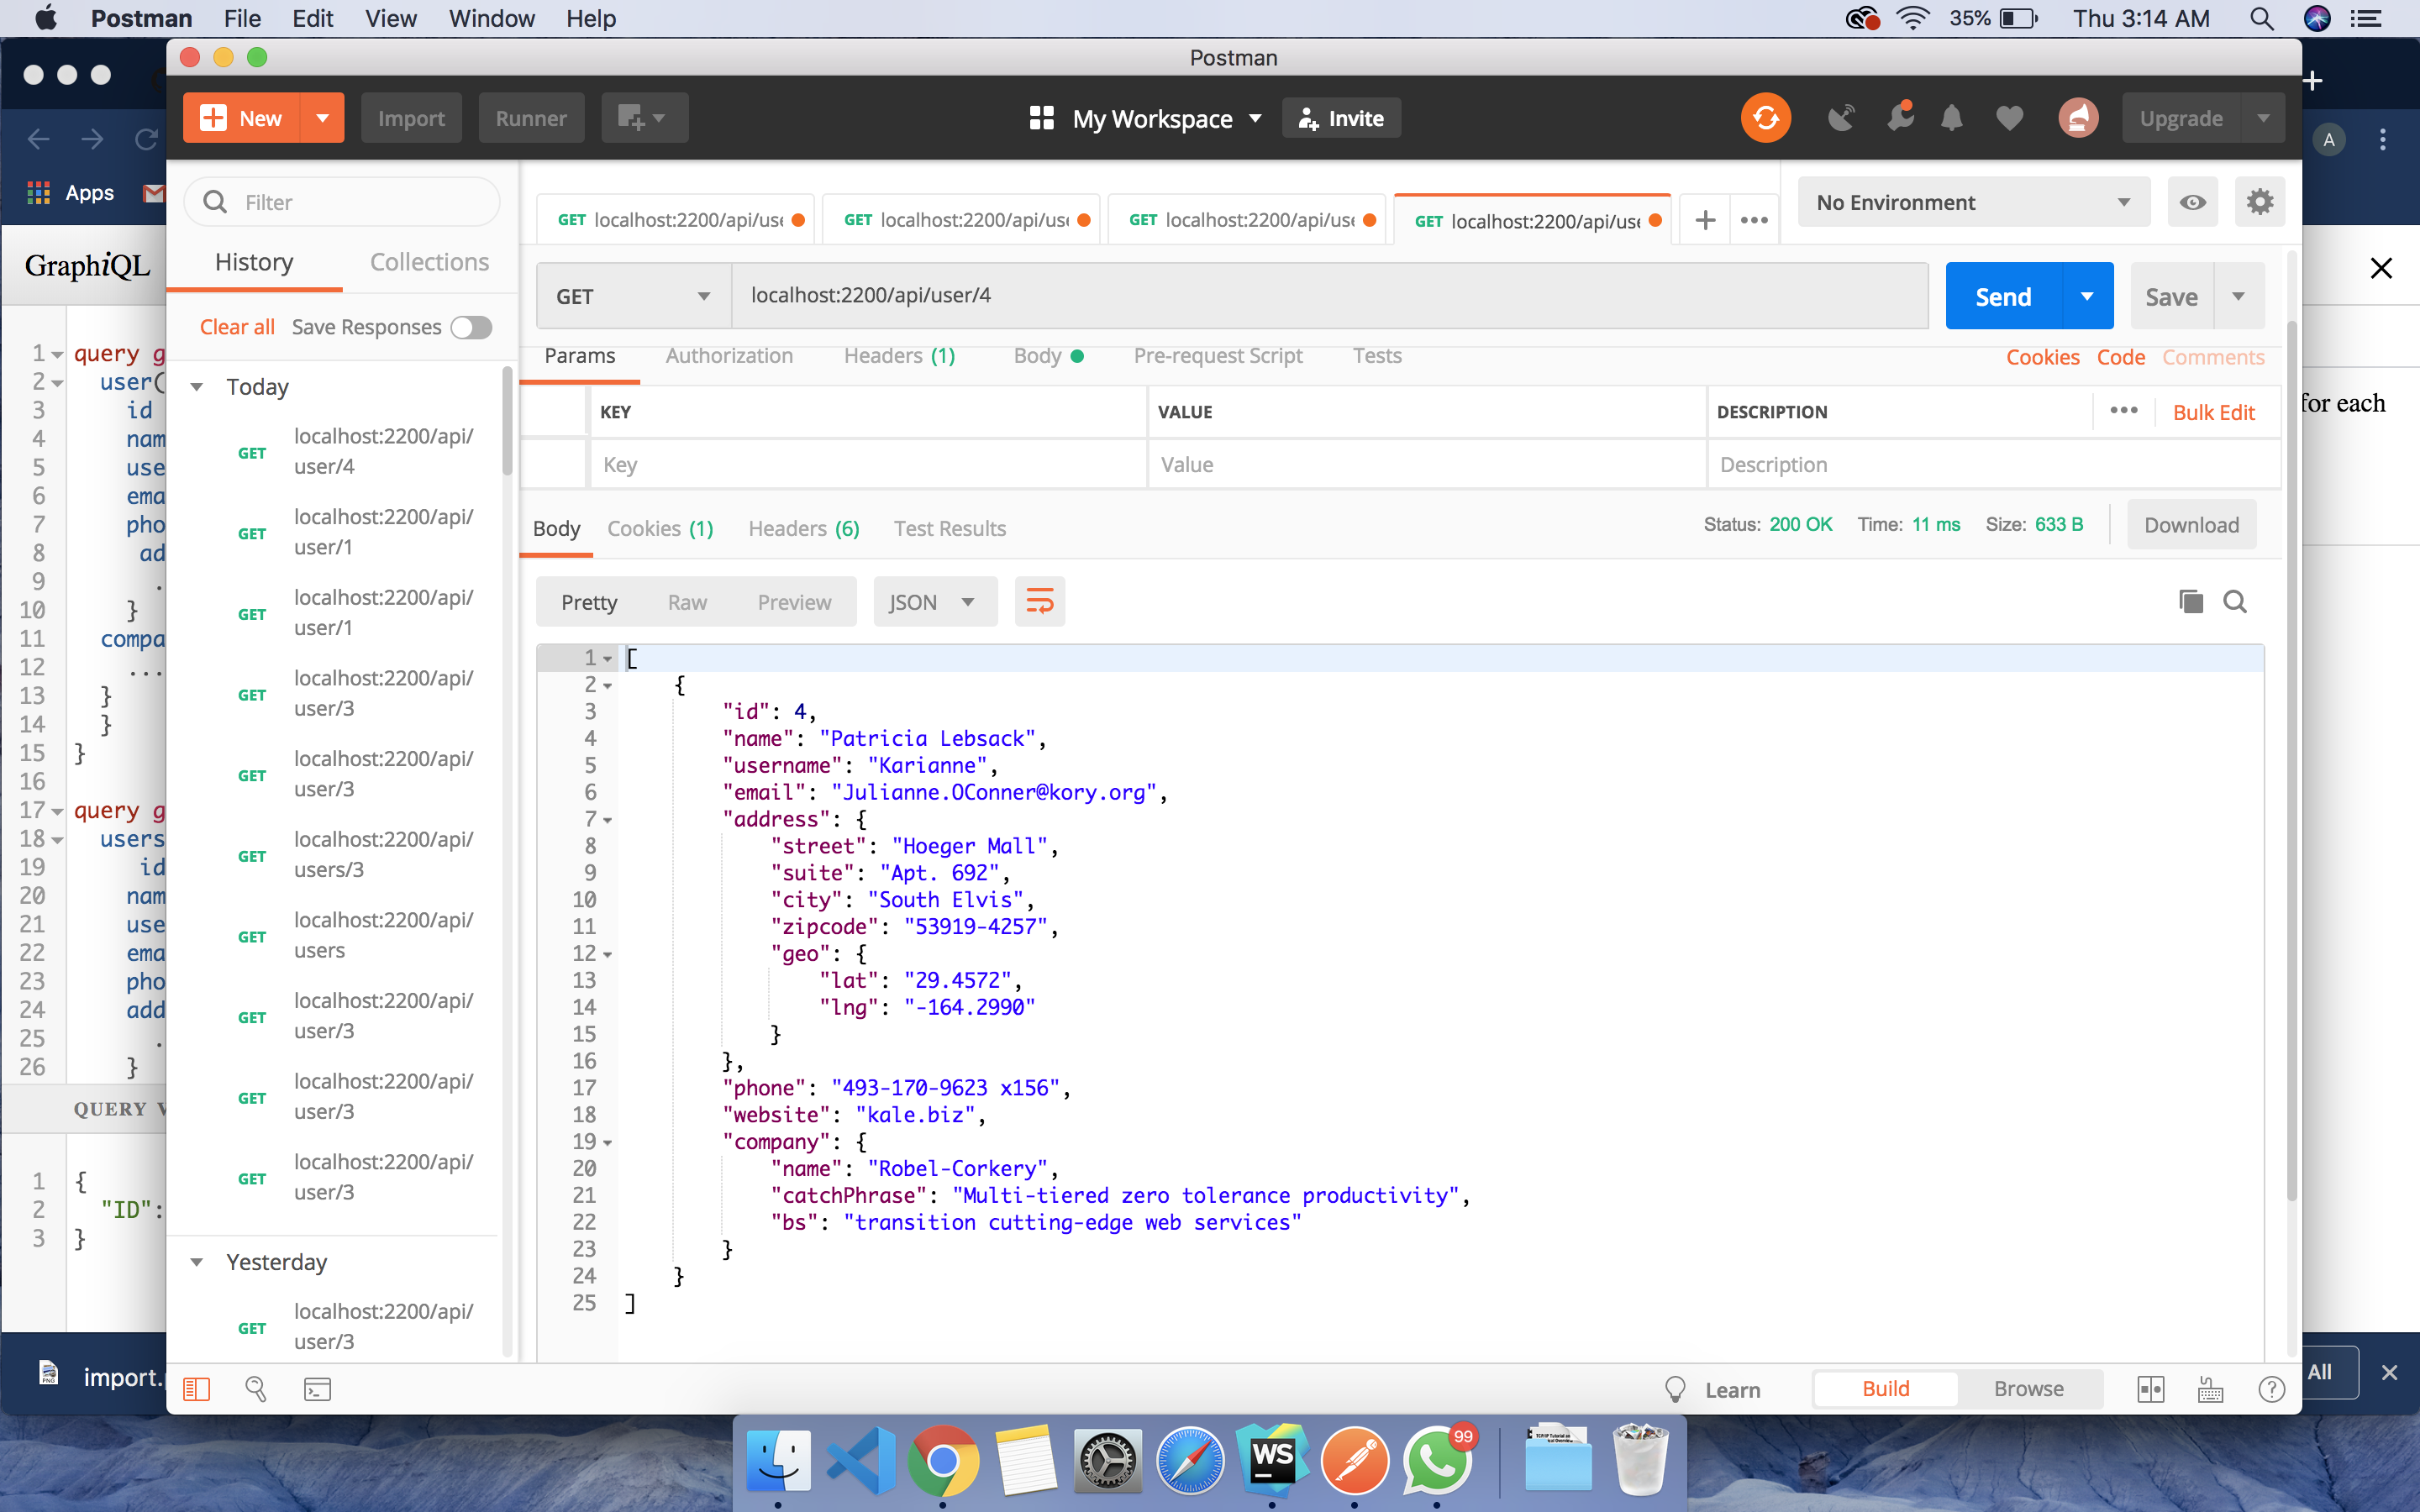 Postman File Edit View Window Help 35% Thu 3:14 AM
Postman
New Import Runner My Workspace Invite Upgrade
A
Apps
Filter
History Collections
Clear all Save Responses
Today
GET localhost:2200/api/
user/4
GET localhost:2200/api/
user/1
GET localhost:2200/api/
user/1
GET localhost:2200/api/
user/3
GET localhost:2200/api/
user/3
GET localhost:2200/api/
users/3
GET localhost:2200/api/
users
GET localhost:2200/api/
user/3
GET localhost:2200/api/
user/3
GET localhost:2200/api/
user/3
Yesterday
GET localhost:2200/api/
user/3
GET localhost:2200/api/use GET localhost:2200/api/use GET localhost:2200/api/use GET localhost:2200/api/use + •••
No Environment
GET localhost:2200/api/user/4 Send Save
Params Authorization Headers (1) Body Pre-request Script Tests Cookies Code Comments
KEY VALUE DESCRIPTION ••• Bulk Edit
Key Value Description
Body Cookies (1) Headers (6) Test Results Status: 200 OK Time: 11 ms Size: 633 B Download
Pretty Raw Preview JSON
1 [
2 {
3 "id": 4,
4 "name": "Patricia Lebsack",
5 "username": "Karianne",
6 "email": "Julianne.OConner@kory.org",
7 "address": {
8 "street": "Hoeger Mall",
9 "suite": "Apt. 692",
10 "city": "South Elvis",
11 "zipcode": "53919-4257",
12 "geo": {
13 "lat": "29.4572",
14 "lng": "-164.2990"
15 }
16 },
17 "phone": "493-170-9623 x156",
18 "website": "kale.biz",
19 "company": {
20 "name": "Robel-Corkery",
21 "catchPhrase": "Multi-tiered zero tolerance productivity",
22 "bs": "transition cutting-edge web services"
23 }
24 }
25 ]
Learn Build Browse
GraphiQL
1 query g
2 user(
3 id
4 nam
5 use
6 ema
7 pho
8 ad
9 .
10 }
11 compa
12 ...
13 }
14 }
15 }
16
17 query g
18 users
19 id
20 nam
21 use
22 ema
23 pho
24 add
25 .
26 }
QUERY V
1 {
2 "ID":
3 }
for each
PNG import.
All
WS
99